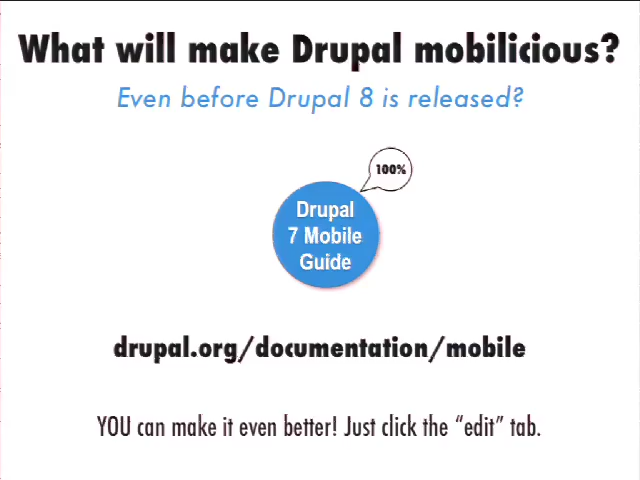 What will make Drupal mobilicious?
Even before Drupal 8 is released?
100%
Drupal
7 Mobile
Guide
drupal.org/documentation/mobile
YOU can make it even better! Just click the “edit” tab.